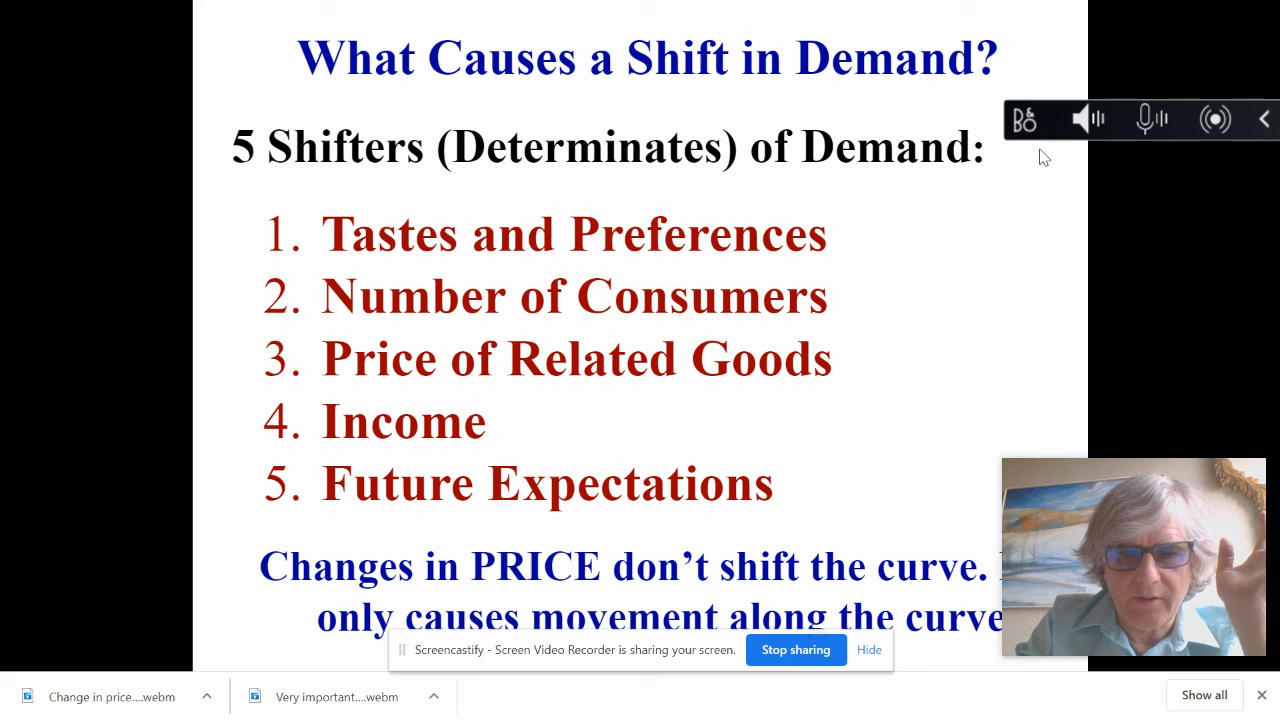 What Causes a Shift in Demand?
5 Shifters (Determinates) of Demand:
B&O
1. Tastes and Preferences
2. Number of Consumers
3. Price of Related Goods
4. Income
5. Future Expectations
Changes in PRICE don’t shift the curve.
only causes movement along the curve
Screencastify - Screen Video Recorder is sharing your screen. Stop sharing Hide
Change in price....webm Very important....webm Show all